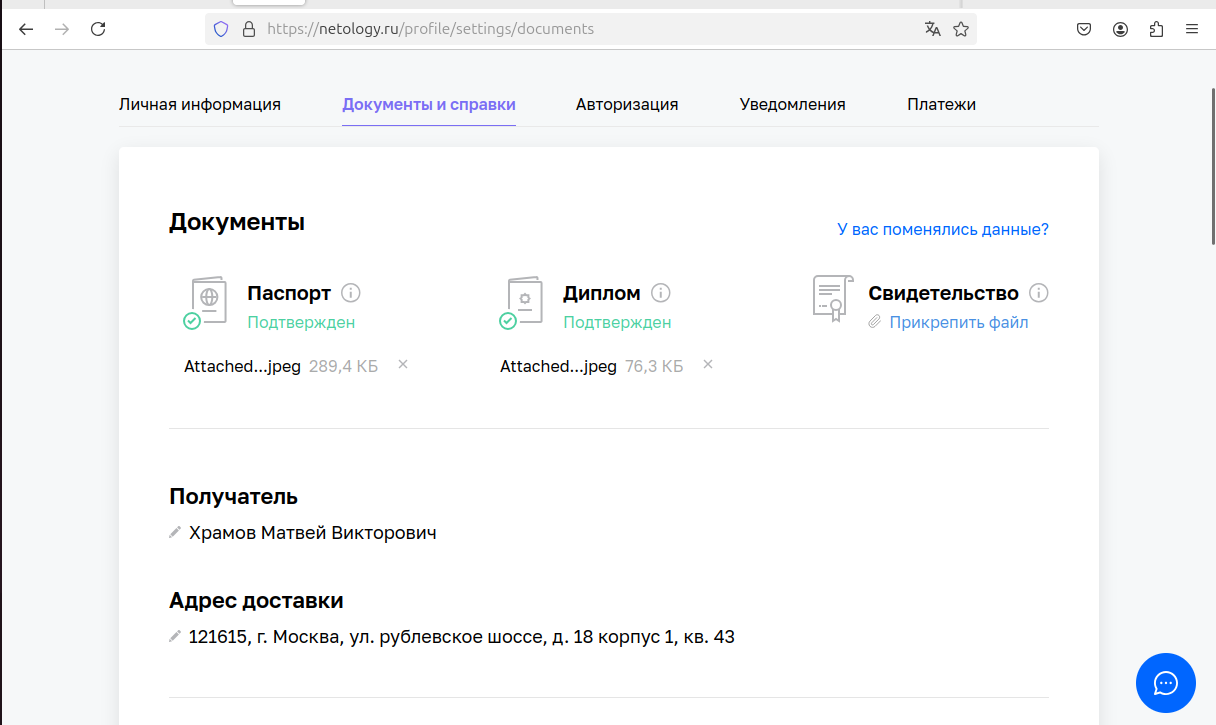 https://netology.ru/profile/settings/documents
Личная информация Документы и справки Авторизация Уведомления Платежи
Документы
У вас поменялись данные?
Паспорт
Подтвержден
Attached...jpeg 289,4 КБ
Диплом
Подтвержден
Attached...jpeg 76,3 КБ
Свидетельство
Прикрепить файл
Получатель
Храмов Матвей Викторович
Адрес доставки
121615, г. Москва, ул. рублевское шоссе, д. 18 корпус 1, кв. 43